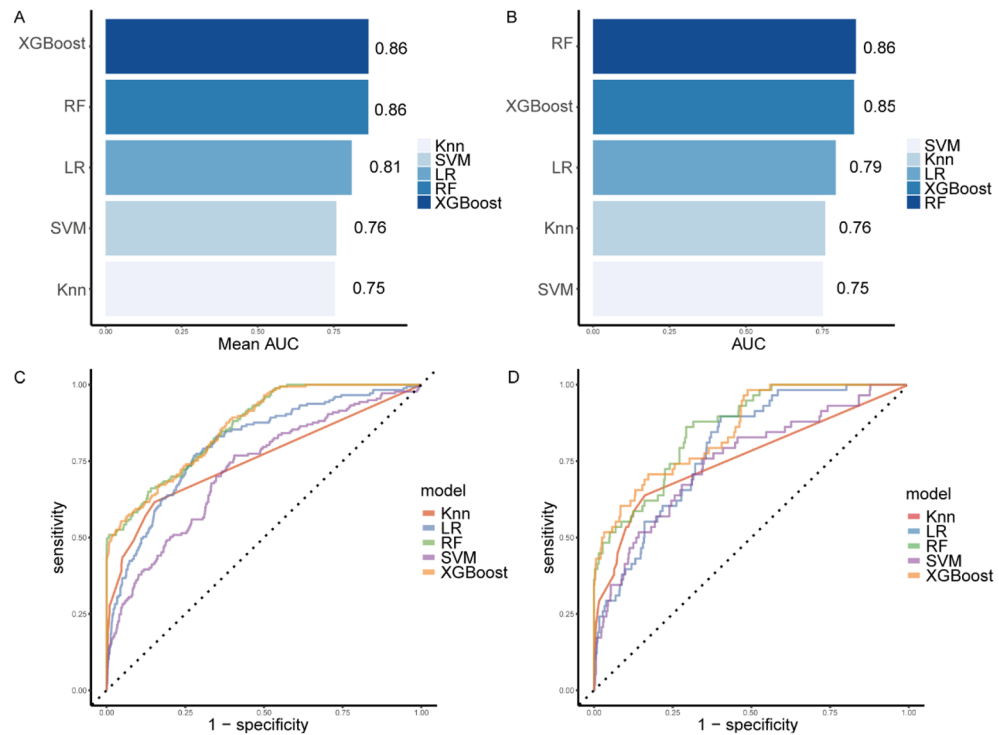 A
XGBoost
0.86
RF
0.86
LR
0.81
SVM
0.76
Knn
0.75
Knn
SVM
LR
RF
XGBoost
0.00
0.25
0.50
0.75
Mean AUC
B
RF
0.86
XGBoost
0.85
LR
0.79
Knn
0.76
SVM
0.75
SVM
Knn
LR
XGBoost
RF
0.00
0.25
0.50
0.75
AUC
C
1.00
0.75
0.50
0.25
0.00
sensitivity
model
Knn
LR
RF
SVM
XGBoost
0.00
0.25
0.50
0.75
1.00
1 − specificity
D
1.00
0.75
0.50
0.25
0.00
sensitivity
model
Knn
LR
RF
SVM
XGBoost
0.00
0.25
0.50
0.75
1.00
1 − specificity